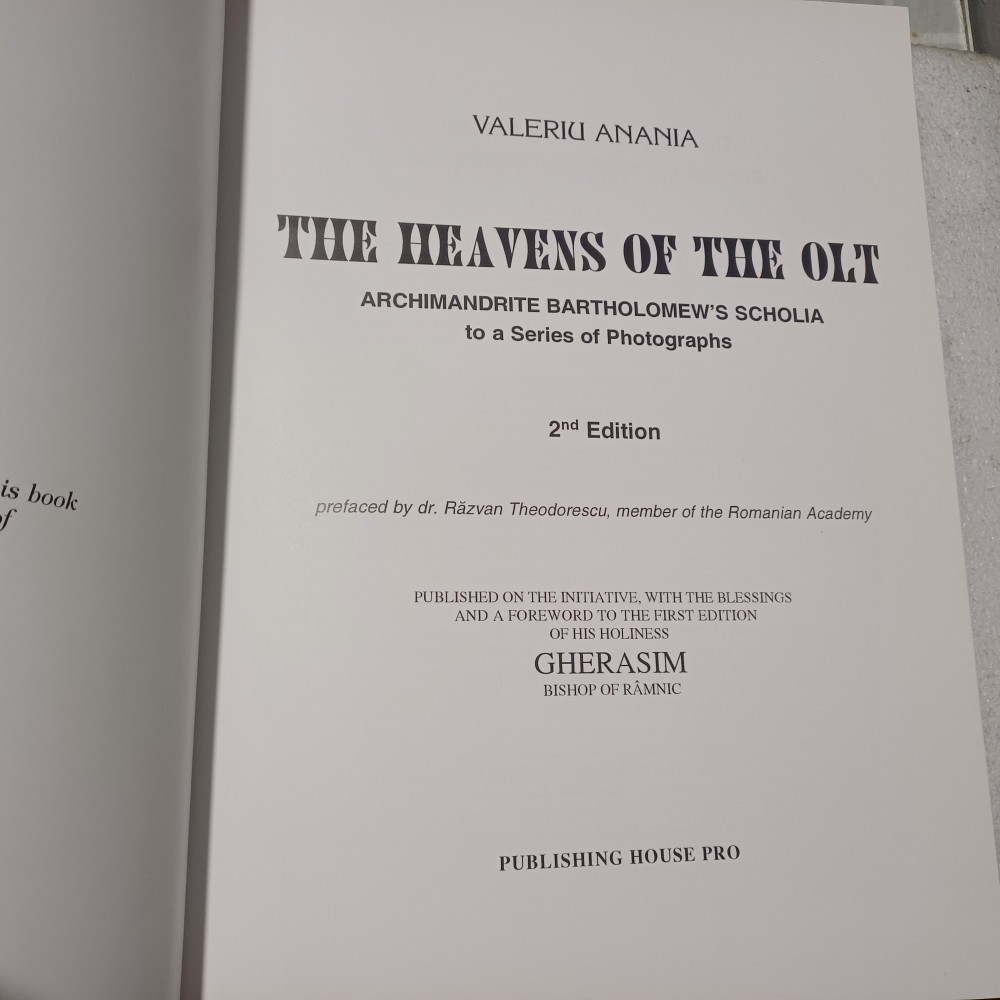 is book
of
VALERIU ANANIA
THE HEAVENS OF THE OLT
ARCHIMANDRITE BARTHOLOMEW'S SCHOLIA
to a Series of Photographs
2nd Edition
prefaced by dr. Răzvan Theodorescu, member of the Romanian Academy
PUBLISHED ON THE INITIATIVE, WITH THE BLESSINGS
AND A FOREWORD TO THE FIRST EDITION
OF HIS HOLINESS
GHERASIM
BISHOP OF RÂMNIC
PUBLISHING HOUSE PRO